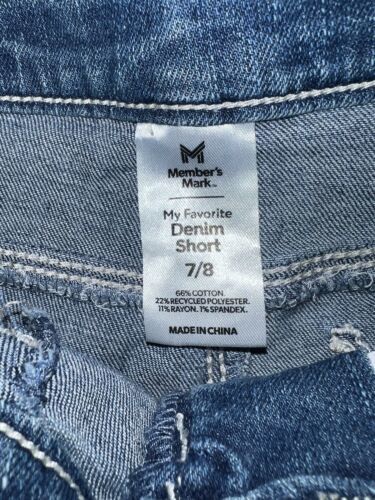 Member's
Mark™
My Favorite
Denim
Short
7/8
66% COTTON.
22% RECYCLED POLYESTER.
11% RAYON. 1% SPANDEX.
MADE IN CHINA